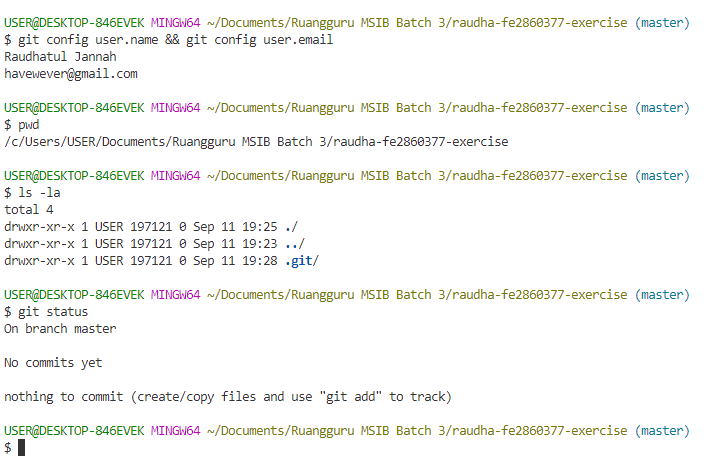 USER@DESKTOP-846EVEK MINGW64 ~/Documents/Ruangguru MSIB Batch 3/raudha-fe2860377-exercise (master)
$ git config user.name && git config user.email
Raudhatul Jannah
havewever@gmail.com
USER@DESKTOP-846EVEK MINGW64 ~/Documents/Ruangguru MSIB Batch 3/raudha-fe2860377-exercise (master)
$ pwd
/c/Users/USER/Documents/Ruangguru MSIB Batch 3/raudha-fe2860377-exercise
USER@DESKTOP-846EVEK MINGW64 ~/Documents/Ruangguru MSIB Batch 3/raudha-fe2860377-exercise (master)
$ ls -la
total 4
drwxr-xr-x 1 USER 197121 0 Sep 11 19:25 ./
drwxr-xr-x 1 USER 197121 0 Sep 11 19:23 ../
drwxr-xr-x 1 USER 197121 0 Sep 11 19:28 .git/
USER@DESKTOP-846EVEK MINGW64 ~/Documents/Ruangguru MSIB Batch 3/raudha-fe2860377-exercise (master)
$ git status
On branch master
No commits yet
nothing to commit (create/copy files and use "git add" to track)
USER@DESKTOP-846EVEK MINGW64 ~/Documents/Ruangguru MSIB Batch 3/raudha-fe2860377-exercise (master)
$